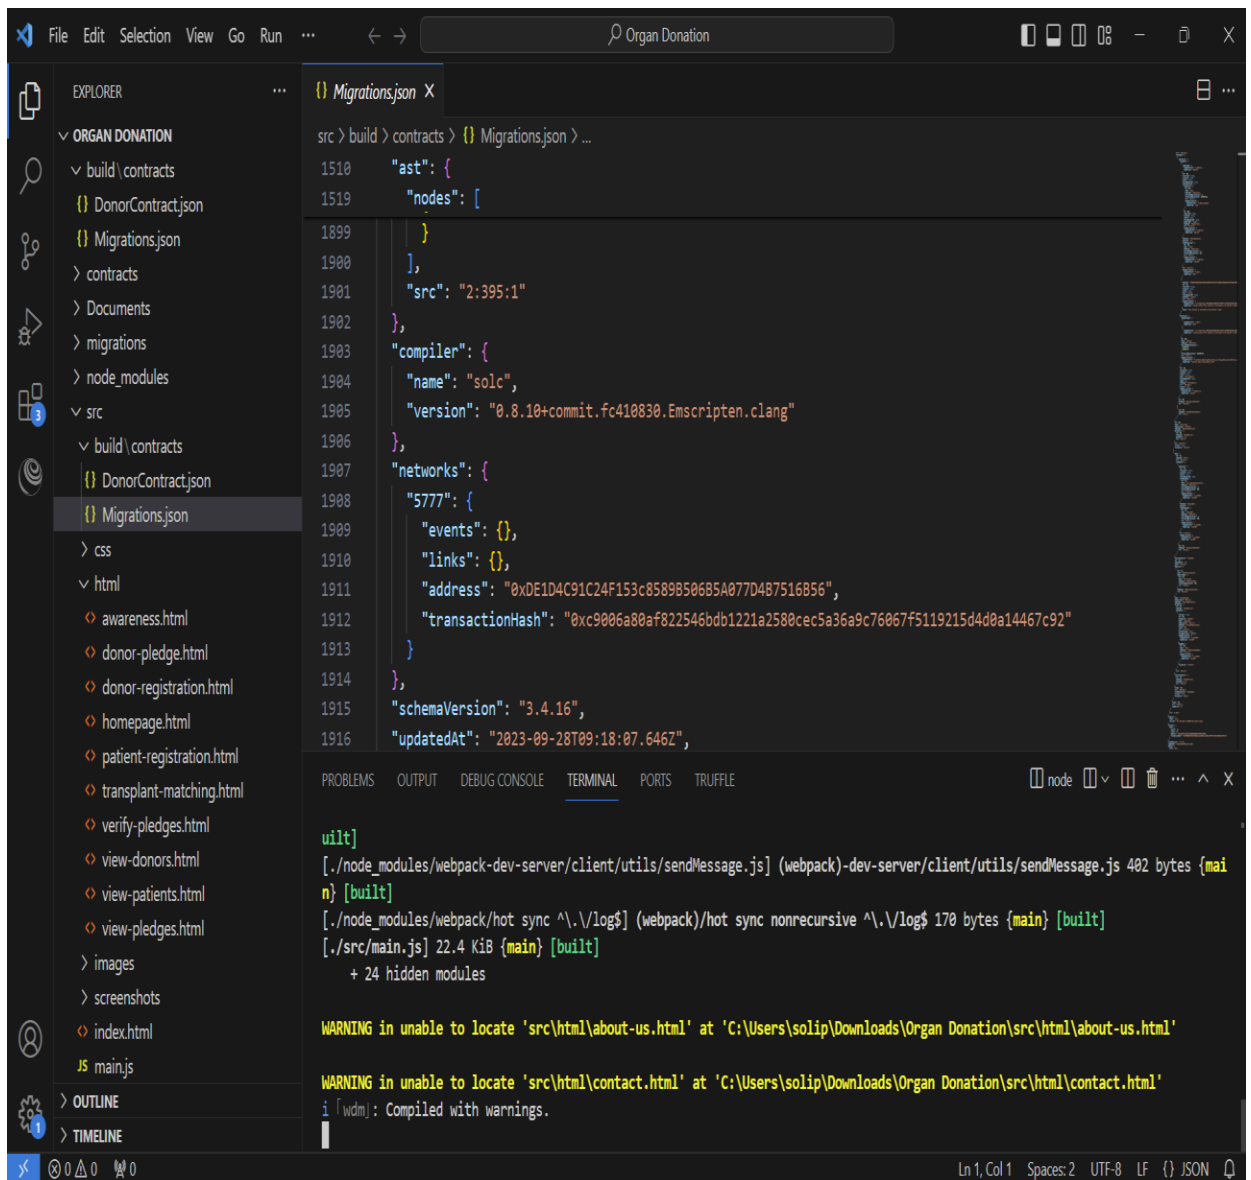 File Edit Selection View Go Run ··· ← → Organ Donation
EXPLORER ···
ORGAN DONATION
build\contracts
{} DonorContract.json
{} Migrations.json
contracts
Documents
migrations
node_modules
src
build\contracts
{} DonorContract.json
{} Migrations.json
css
html
awareness.html
donor-pledge.html
donor-registration.html
homepage.html
patient-registration.html
transplant-matching.html
verify-pledges.html
view-donors.html
view-patients.html
view-pledges.html
images
screenshots
index.html
JS main.js
OUTLINE
TIMELINE
3
1
{} Migrations.json X
src > build > contracts > {} Migrations.json > ...
1510 "ast": {
1519 "nodes": [
1899 }
1900 ],
1901 "src": "2:395:1"
1902 },
1903 "compiler": {
1904 "name": "solc",
1905 "version": "0.8.10+commit.fc410830.Emscripten.clang"
1906 },
1907 "networks": {
1908 "5777": {
1909 "events": {},
1910 "links": {},
1911 "address": "0xDE1D4C91C24F153c8589B506B5A077D4B7516B56",
1912 "transactionHash": "0xc9006a80af822546bdb1221a2580cec5a36a9c76067f5119215d4d0a14467c92"
1913 }
1914 },
1915 "schemaVersion": "3.4.16",
1916 "updatedAt": "2023-09-28T09:18:07.646Z",
PROBLEMS OUTPUT DEBUG CONSOLE TERMINAL PORTS TRUFFLE node
uilt]
[./node_modules/webpack-dev-server/client/utils/sendMessage.js] (webpack)-dev-server/client/utils/sendMessage.js 402 bytes {mai
n} [built]
[./node_modules/webpack/hot sync ^\.\/log$] (webpack)/hot sync nonrecursive ^\.\/log$ 170 bytes {main} [built]
[./src/main.js] 22.4 KiB {main} [built]
+ 24 hidden modules
WARNING in unable to locate 'src\html\about-us.html' at 'C:\Users\solip\Downloads\Organ Donation\src\html\about-us.html'
WARNING in unable to locate 'src\html\contact.html' at 'C:\Users\solip\Downloads\Organ Donation\src\html\contact.html'
i ｢wdm｣: Compiled with warnings.
0 0 0 Ln 1, Col 1 Spaces: 2 UTF-8 LF {} JSON